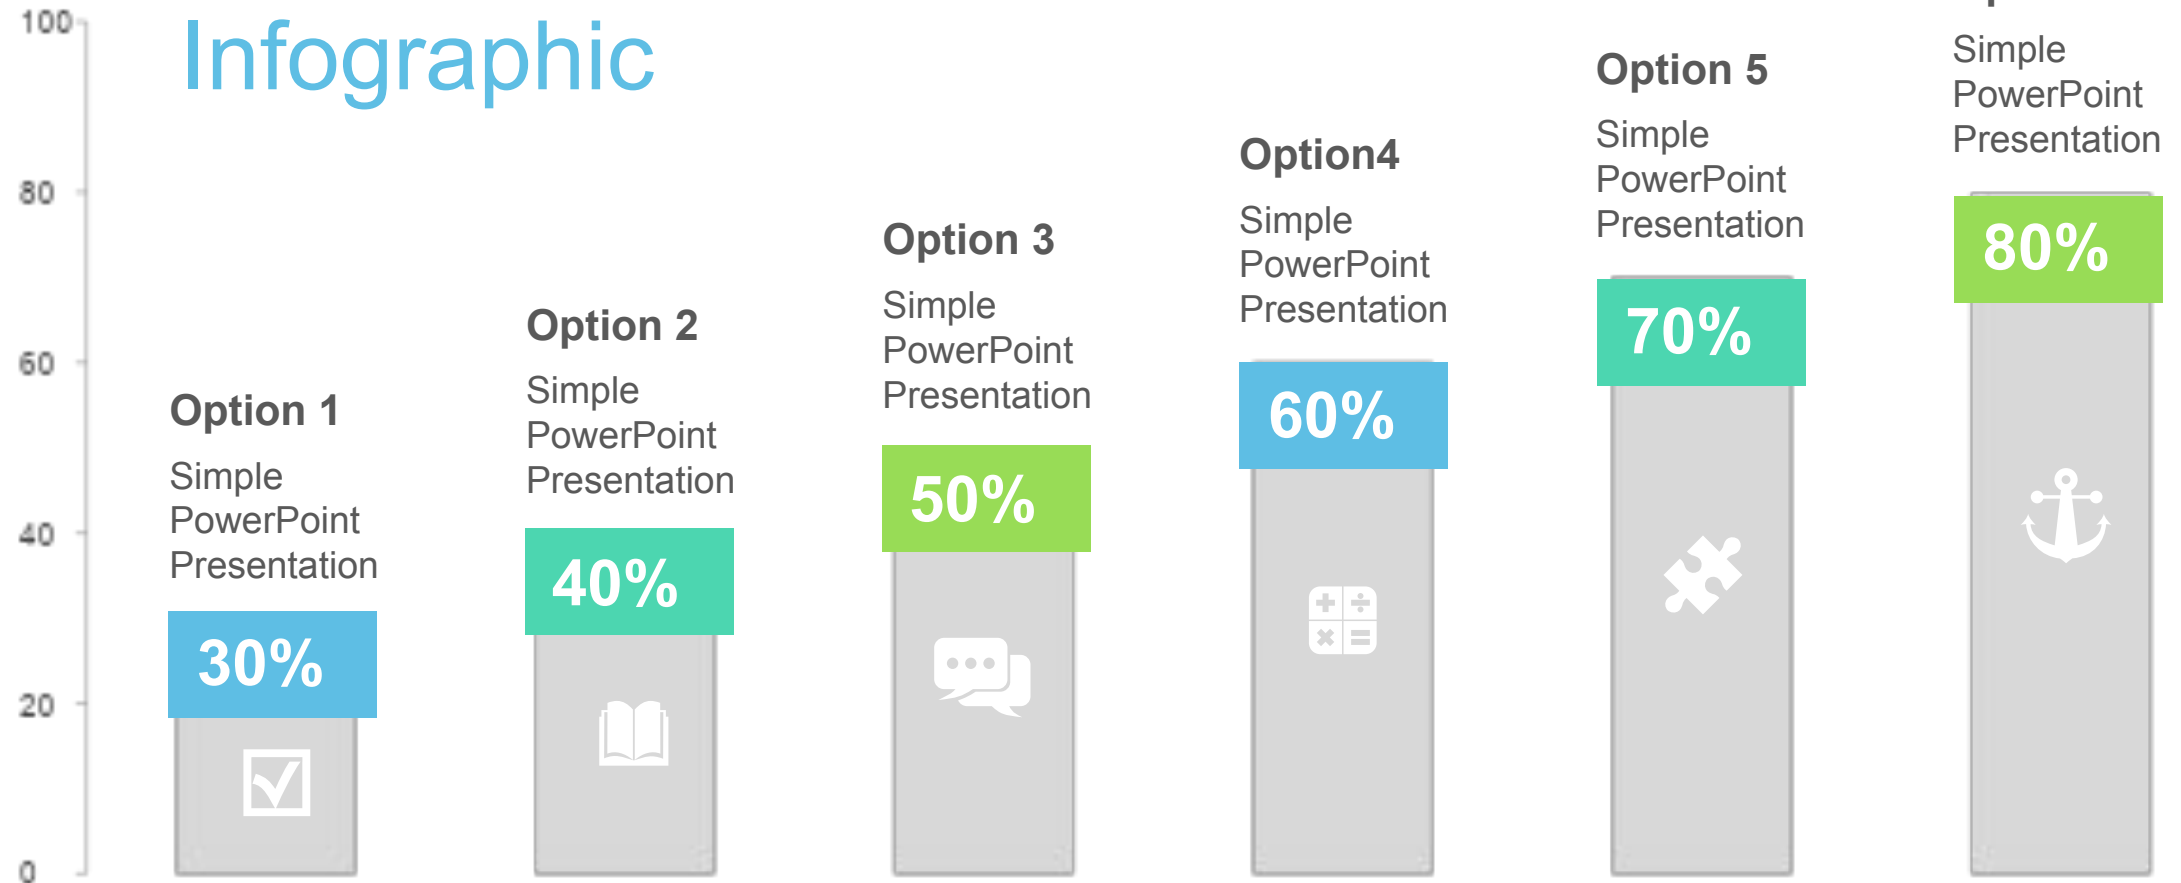 Infographic
100
80
60
40
20
0
Option 1
Simple
PowerPoint
Presentation
30%
Option 2
Simple
PowerPoint
Presentation
40%
Option 3
Simple
PowerPoint
Presentation
50%
Option4
Simple
PowerPoint
Presentation
60%
Option 5
Simple
PowerPoint
Presentation
70%
Simple
PowerPoint
Presentation
80%